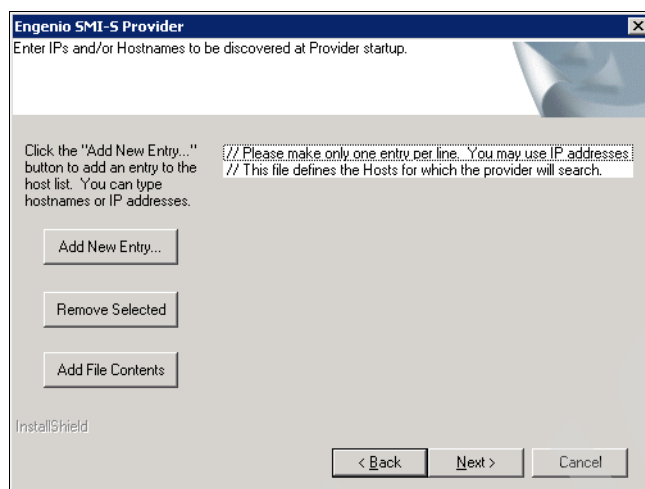 Engenio SMI-S Provider
Enter IPs and/or Hostnames to be discovered at Provider startup.
Click the "Add New Entry..."
button to add an entry to the
host list. You can type
hostnames or IP addresses.
// Please make only one entry per line. You may use IP addresses
// This file defines the Hosts for which the provider will search.
Add New Entry...
Remove Selected
Add File Contents
InstallShield
< Back
Next >
Cancel